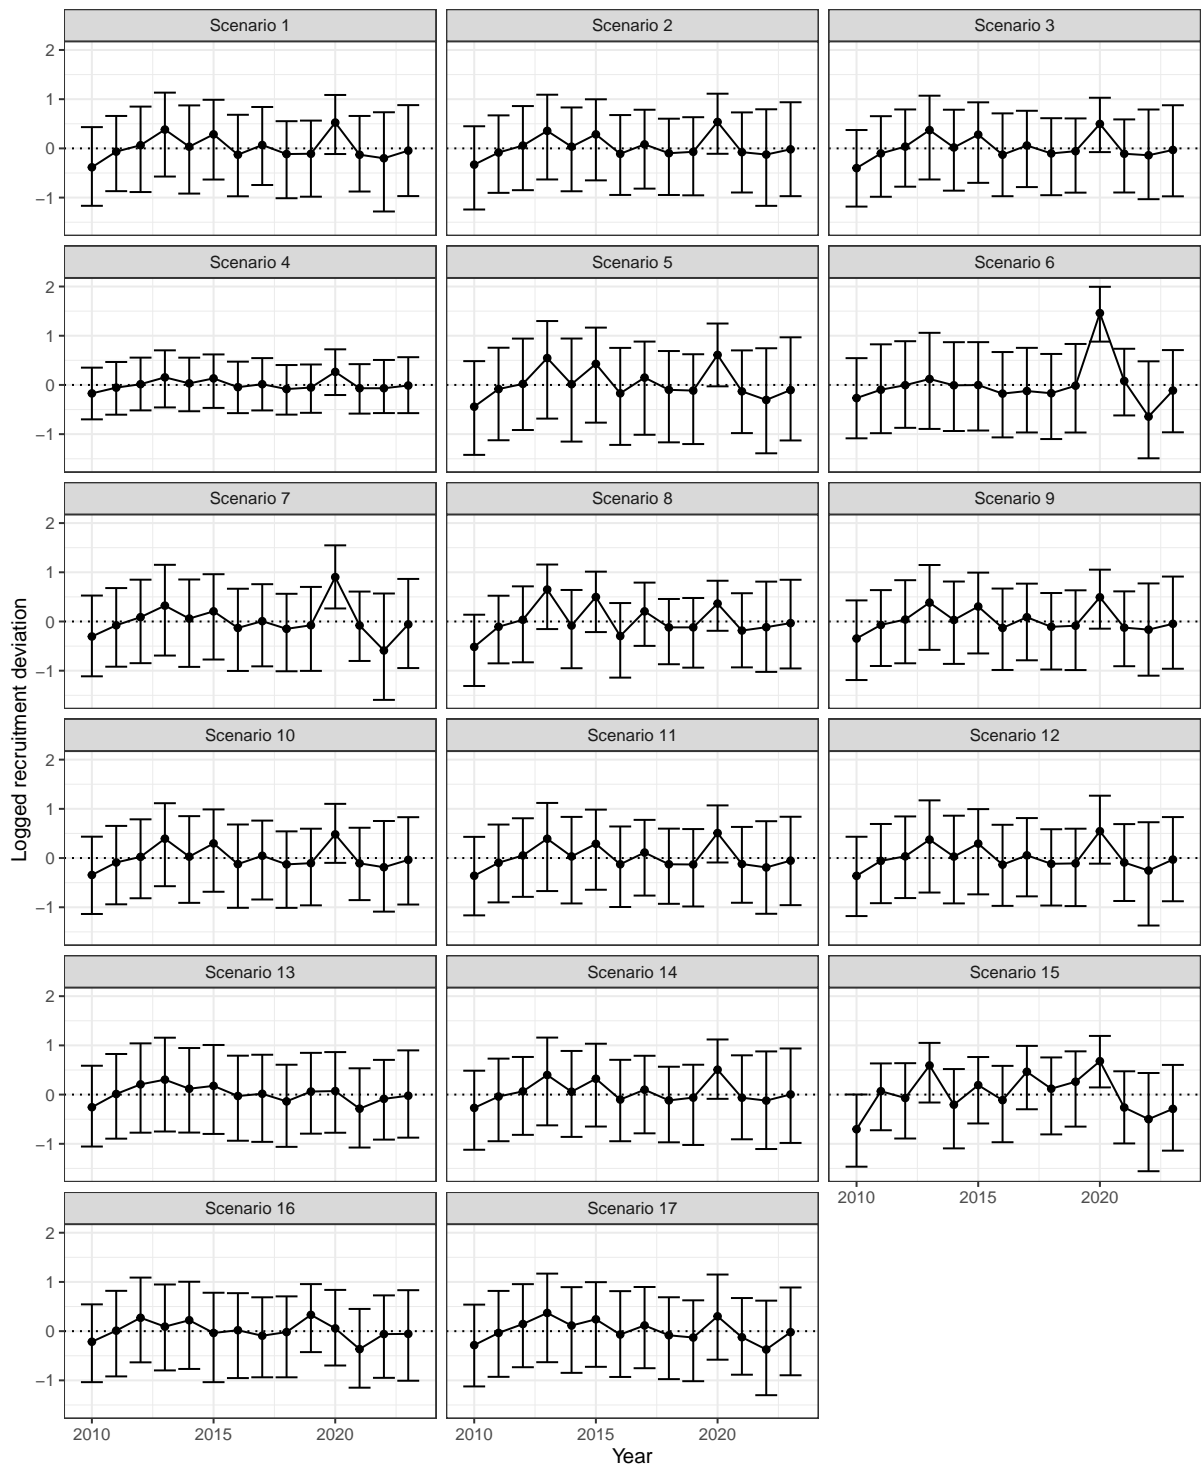 Scenario 1
Scenario 2
Scenario 3
2
1
0
−1
Scenario 4
Scenario 5
Scenario 6
2
1
0
−1
Scenario 7
Scenario 8
Scenario 9
2
1
0
−1
Logged recruitment deviation
Scenario 10
Scenario 11
Scenario 12
2
1
0
−1
Scenario 13
Scenario 14
Scenario 15
2
1
0
−1
2010 2015 2020
Scenario 16
Scenario 17
2
1
0
−1
2010 2015 2020
2010 2015 2020
Year